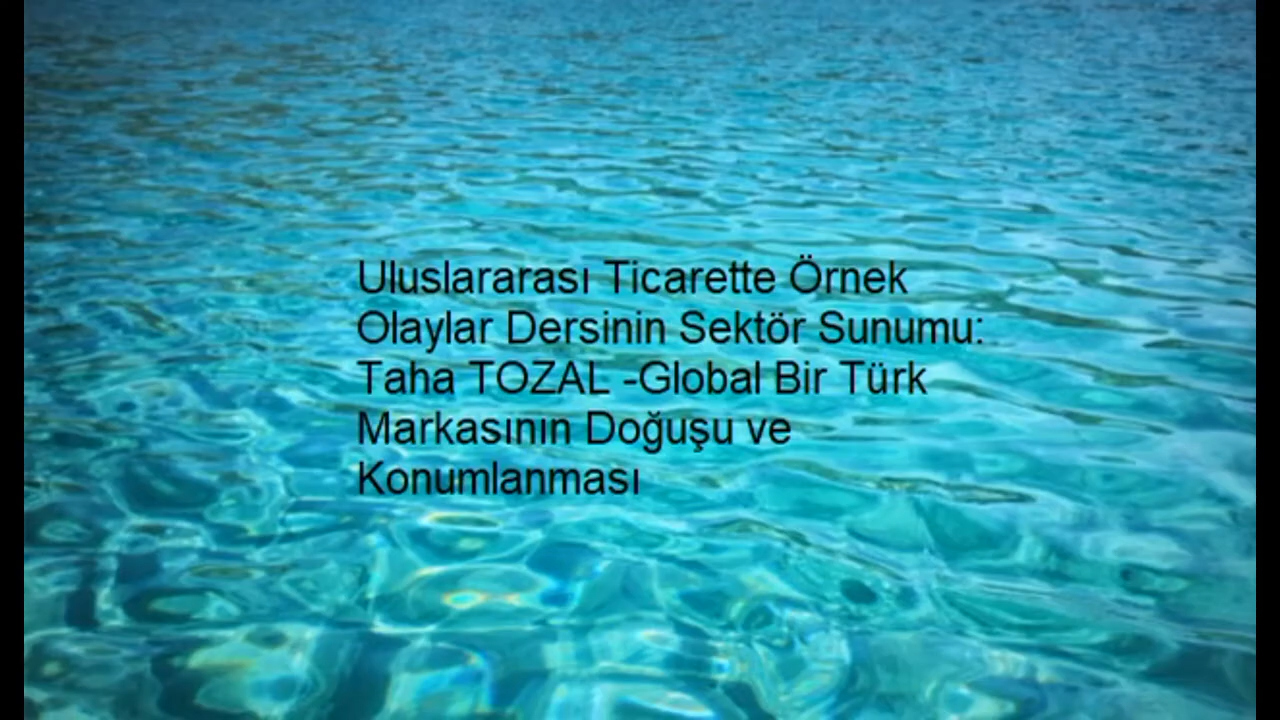 Uluslararası Ticarette Örnek
Olaylar Dersinin Sektör Sunumu:
Taha TOZAL -Global Bir Türk
Markasının Doğuşu ve
Konumlanması